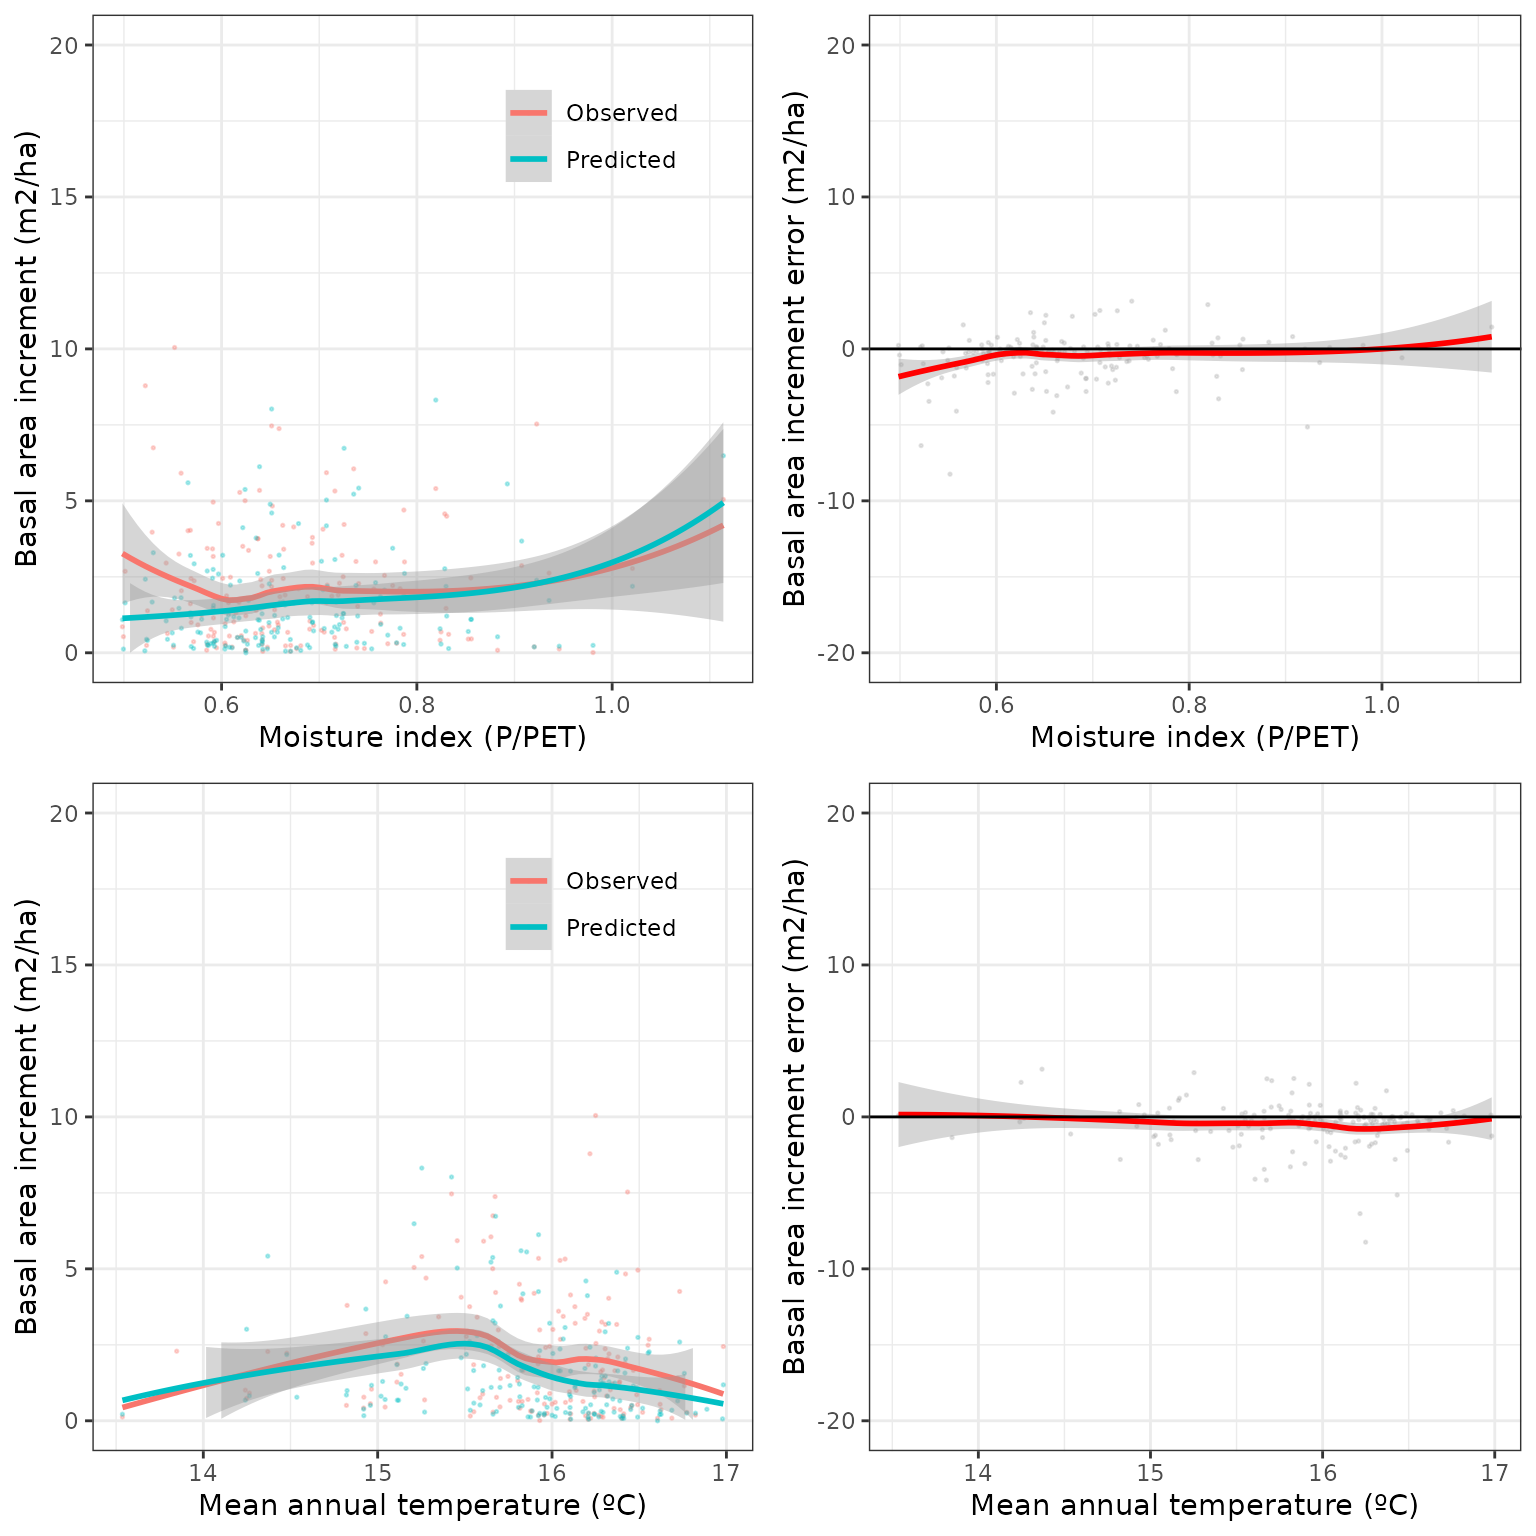 Basal area increment (m2/ha)
20
15
10
5
0
Observed
Predicted
0.6 0.8 1.0
Moisture index (P/PET)
Basal area increment error (m2/ha)
20
10
0
-10
-20
0.6 0.8 1.0
Moisture index (P/PET)
Basal area increment (m2/ha)
20
15
10
5
0
Observed
Predicted
14 15 16 17
Mean annual temperature (ºC)
Basal area increment error (m2/ha)
20
10
0
-10
-20
14 15 16 17
Mean annual temperature (ºC)